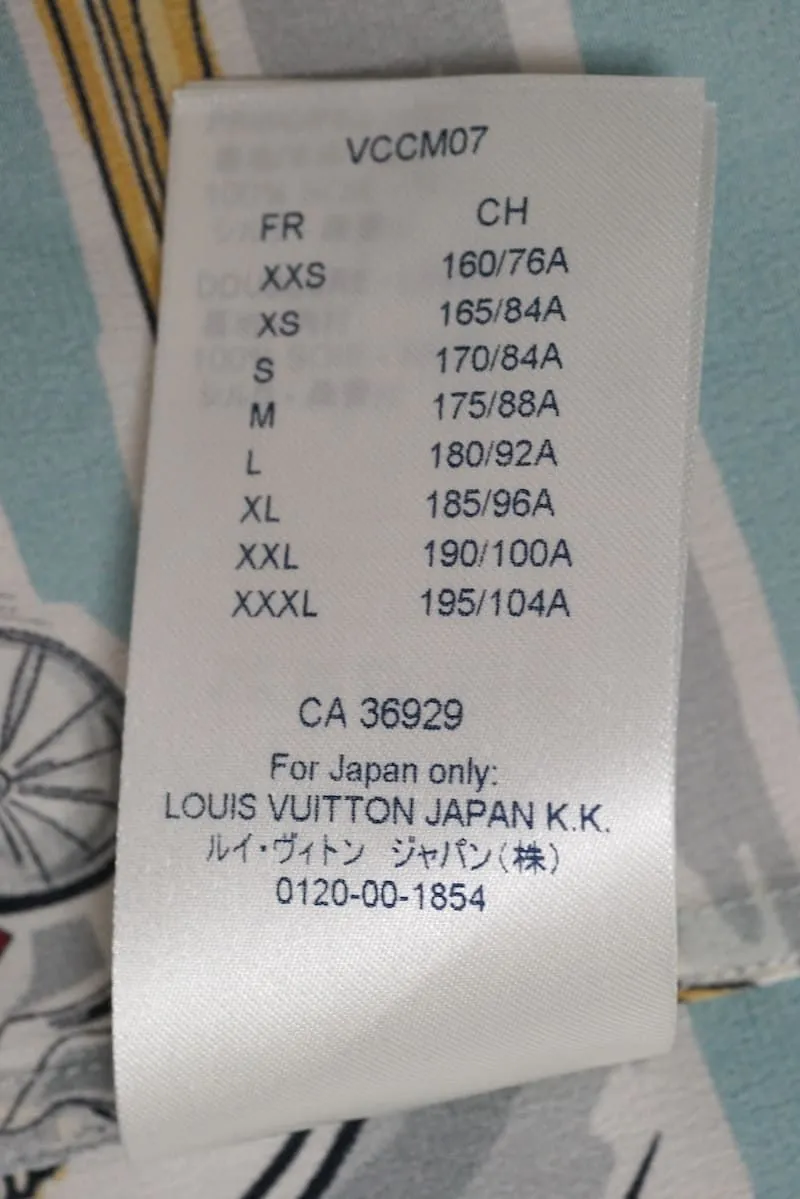 VCCM07
FR CH
XXS 160/76A
XS 165/84A
S 170/84A
M 175/88A
L 180/92A
XL 185/96A
XXL 190/100A
XXXL 195/104A
CA 36929
For Japan only:
LOUIS VUITTON JAPAN K.K.
ルイ・ヴィトン ジャパン(株)
0120-00-1854